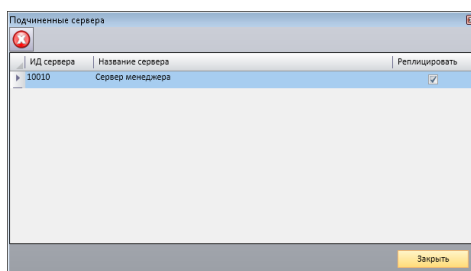 Подчиненные сервера
ИД сервера Название сервера Реплицировать
10010 Сервер менеджера
Закрыть